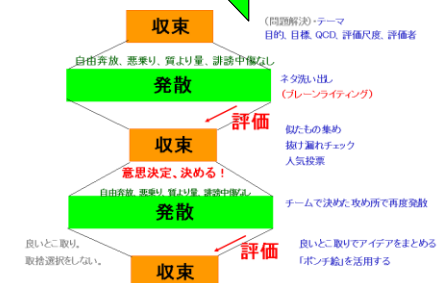 収束
(問題解決)・テーマ
目的、目標、QCD、評価尺度、評価者
自由奔放、悪乗り、質より量、誹謗中傷なし
発散
ネタ洗い出し
(ブレーンライティング)
評価
収束
似たもの集め
抜け漏れチェック
人気投票
意思決定、決める！
自由奔放、悪乗り、質より量、誹謗中傷なし
発散
チームで決めた攻め所で再度発散
良いとこ取り。
取捨選択をしない。
評価
良いとこ取りでアイデアをまとめる
「ポンチ絵」を活用する
収束